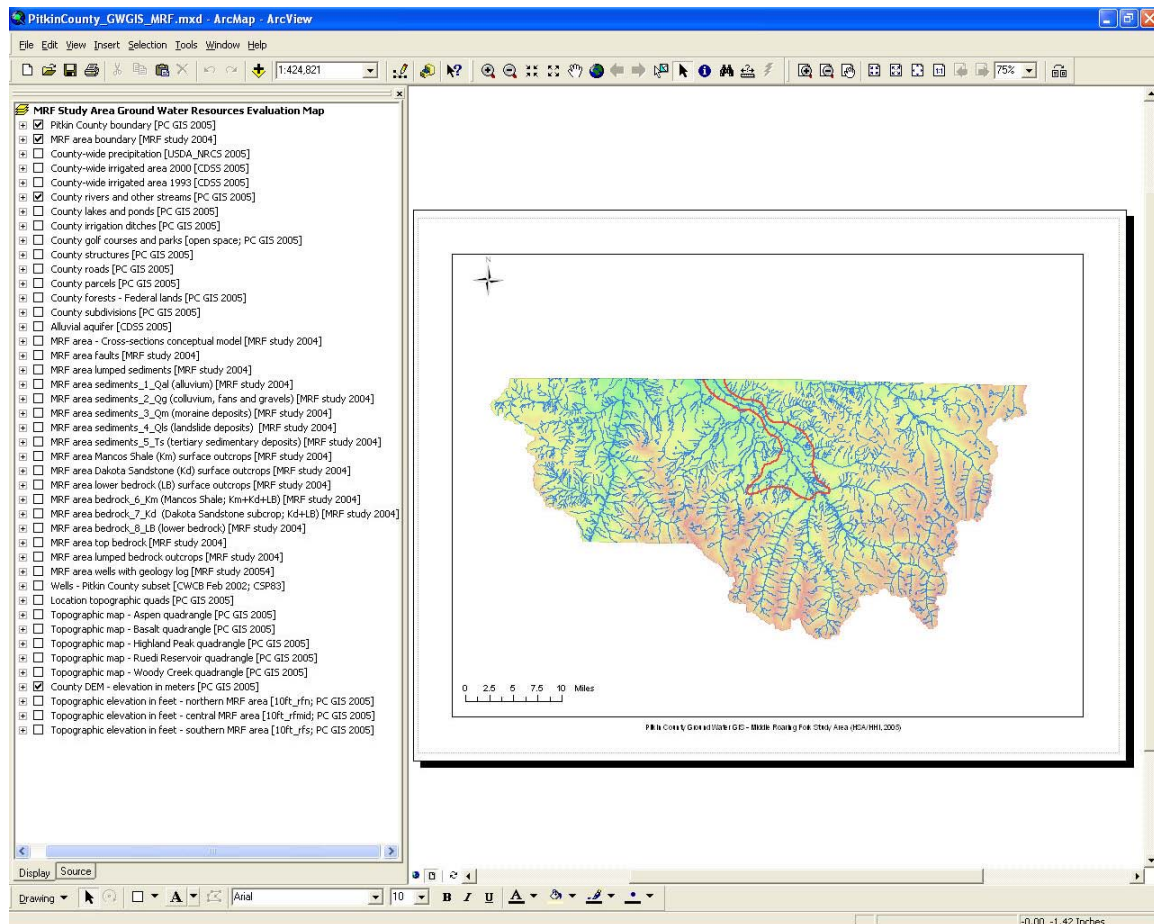 PitkinCounty_GWGIS_MRF.mxd - ArcMap - ArcView
File Edit View Insert Selection Tools Window Help
1:424,821
75%
MRF Study Area Ground Water Resources Evaluation Map
Pitkin County boundary [PC GIS 2005]
MRF area boundary [MRF study 2004]
County-wide precipitation [USDA_NRCS 2005]
County-wide irrigated area 2000 [CDSS 2005]
County-wide irrigated area 1993 [CDSS 2005]
County rivers and other streams [PC GIS 2005]
County lakes and ponds [PC GIS 2005]
County irrigation ditches [PC GIS 2005]
County golf courses and parks [open space; PC GIS 2005]
County structures [PC GIS 2005]
County roads [PC GIS 2005]
County parcels [PC GIS 2005]
County forests - Federal lands [PC GIS 2005]
County subdivisions [PC GIS 2005]
Alluvial aquifer [CDSS 2005]
MRF area - Cross-sections conceptual model [MRF study 2004]
MRF area faults [MRF study 2004]
MRF area lumped sediments [MRF study 2004]
MRF area sediments_1_Qal (alluvium) [MRF study 2004]
MRF area sediments_2_Qg (colluvium, fans and gravels) [MRF study 2004]
MRF area sediments_3_Qm (moraine deposits) [MRF study 2004]
MRF area sediments_4_Qls (landslide deposits) [MRF study 2004]
MRF area sediments_5_Ts (tertiary sedimentary deposits) [MRF study 2004]
MRF area Mancos Shale (Km) surface outcrops [MRF study 2004]
MRF area Dakota Sandstone (Kd) surface outcrops [MRF study 2004]
MRF area lower bedrock (LB) surface outcrops [MRF study 2004]
MRF area bedrock_6_Km (Mancos Shale; Km+Kd+LB) [MRF study 2004]
MRF area bedrock_7_Kd (Dakota Sandstone subcrop; Kd+LB) [MRF study 2004]
MRF area bedrock_8_LB (lower bedrock) [MRF study 2004]
MRF area top bedrock [MRF study 2004]
MRF area lumped bedrock outcrops [MRF study 2004]
MRF area wells with geology log [MRF study 20054]
Wells - Pitkin County subset [CWCB Feb 2002; CSP83]
Location topographic quads [PC GIS 2005]
Topographic map - Aspen quadrangle [PC GIS 2005]
Topographic map - Basalt quadrangle [PC GIS 2005]
Topographic map - Highland Peak quadrangle [PC GIS 2005]
Topographic map - Ruedi Reservoir quadrangle [PC GIS 2005]
Topographic map - Woody Creek quadrangle [PC GIS 2005]
County DEM - elevation in meters [PC GIS 2005]
Topographic elevation in feet - northern MRF area [10ft_rfn; PC GIS 2005]
Topographic elevation in feet - central MRF area [10ft_rfmid; PC GIS 2005]
Topographic elevation in feet - southern MRF area [10ft_rfs; PC GIS 2005]
N
0 2.5 5 7.5 10 Miles
Pitkin County Ground Water GIS - Middle Roaring Fork Study Area (HSA/HHI, 2005)
Display Source
Drawing A Arial 10 B I U A
-0.00 -1.42 Inches